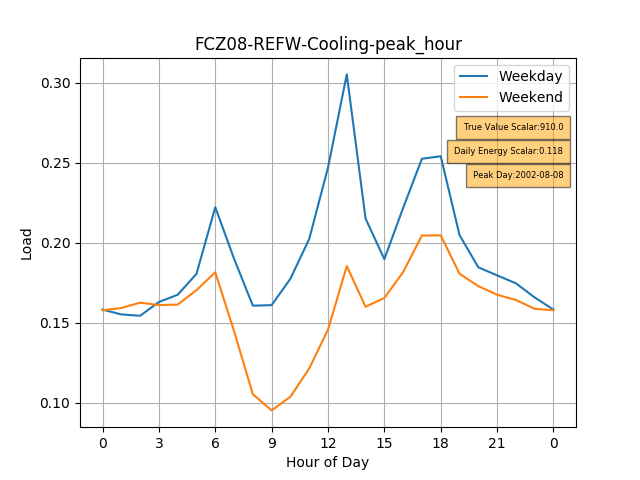 FCZ08-REFW-Cooling-peak_hour
Weekday
Weekend
True Value Scalar:910.0
Daily Energy Scalar:0.118
Peak Day:2002-08-08
0.30
0.25
0.20
0.15
0.10
Load
0 3 6 9 12 15 18 21 0
Hour of Day